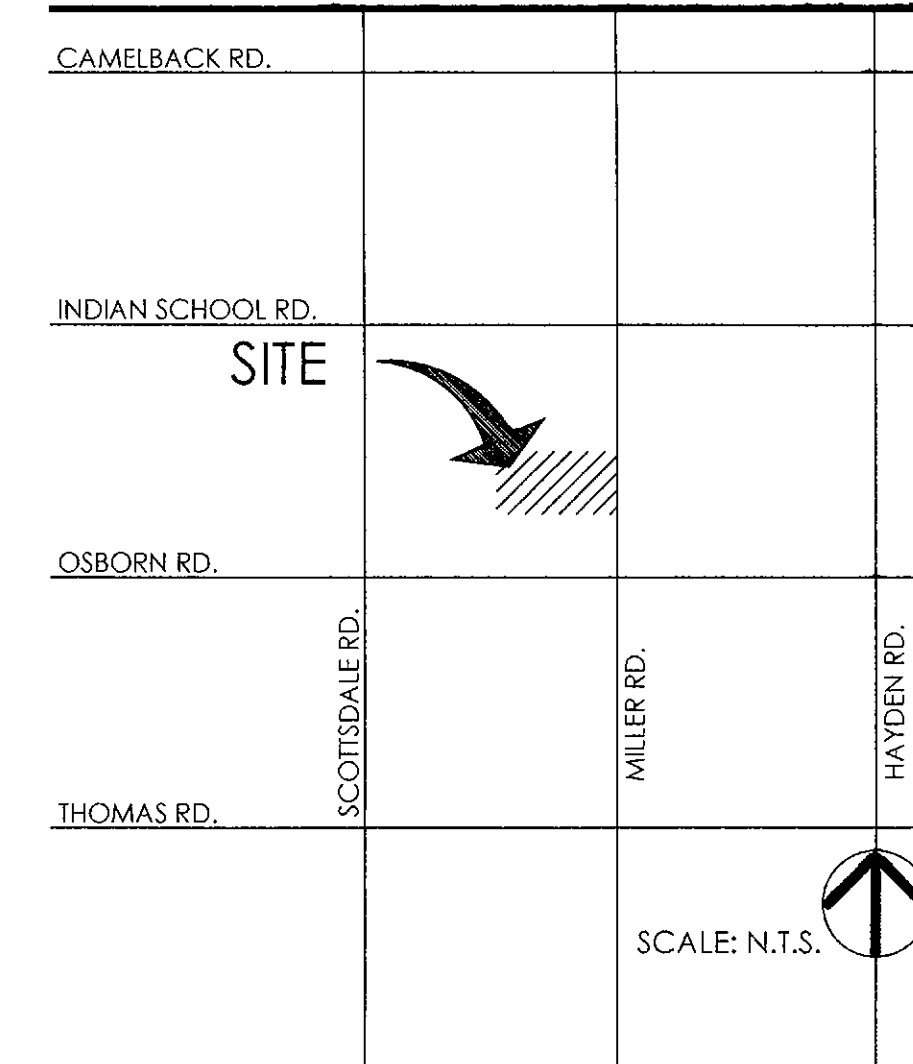 CAMELBACK RD.
INDIAN SCHOOL RD.
SITE
OSBORN RD.
SCOTTSDALE RD.
MILLER RD.
HAYDEN RD.
THOMAS RD.
SCALE: N.T.S.